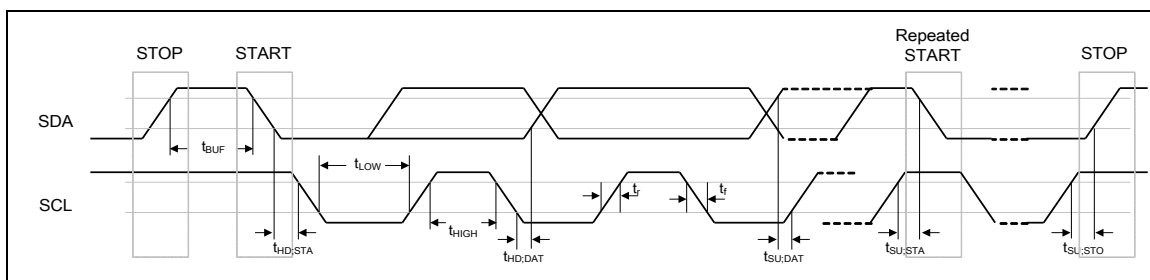 STOP
START
Repeated
START
STOP
SDA
tBUF
tLOW
tr
tf
SCL
tHIGH
tHD;STA
tHD;DAT
tSU;DAT
tSU;STA
tSU;STO